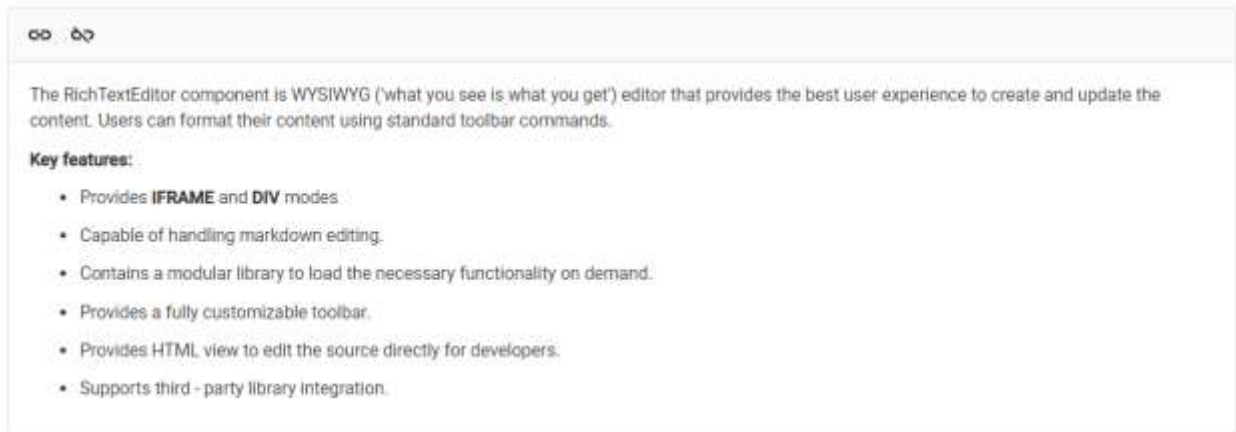 The RichTextEditor component is WYSIWYG ('what you see is what you get') editor that provides the best user experience to create and update the
content. Users can format their content using standard toolbar commands.
Key features:
• Provides IFRAME and DIV modes
• Capable of handling markdown editing.
• Contains a modular library to load the necessary functionality on demand.
• Provides a fully customizable toolbar.
• Provides HTML view to edit the source directly for developers.
• Supports third - party library integration.